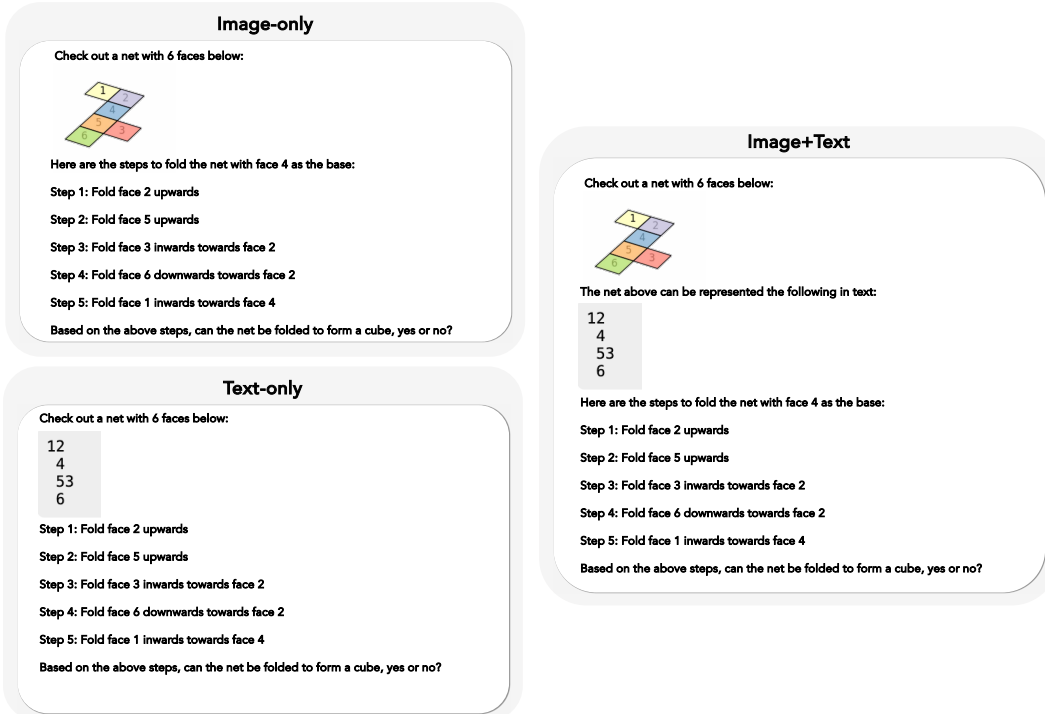 Image-only
Check out a net with 6 faces below:
1 2
4
5 3
6
Here are the steps to fold the net with face 4 as the base:
Step 1: Fold face 2 upwards
Step 2: Fold face 5 upwards
Step 3: Fold face 3 inwards towards face 2
Step 4: Fold face 6 downwards towards face 2
Step 5: Fold face 1 inwards towards face 4
Based on the above steps, can the net be folded to form a cube, yes or no?
Text-only
Check out a net with 6 faces below:
12
4
53
6
Step 1: Fold face 2 upwards
Step 2: Fold face 5 upwards
Step 3: Fold face 3 inwards towards face 2
Step 4: Fold face 6 downwards towards face 2
Step 5: Fold face 1 inwards towards face 4
Based on the above steps, can the net be folded to form a cube, yes or no?
Image+Text
Check out a net with 6 faces below:
1 2
4
5 3
6
The net above can be represented the following in text:
12
4
53
6
Here are the steps to fold the net with face 4 as the base:
Step 1: Fold face 2 upwards
Step 2: Fold face 5 upwards
Step 3: Fold face 3 inwards towards face 2
Step 4: Fold face 6 downwards towards face 2
Step 5: Fold face 1 inwards towards face 4
Based on the above steps, can the net be folded to form a cube, yes or no?